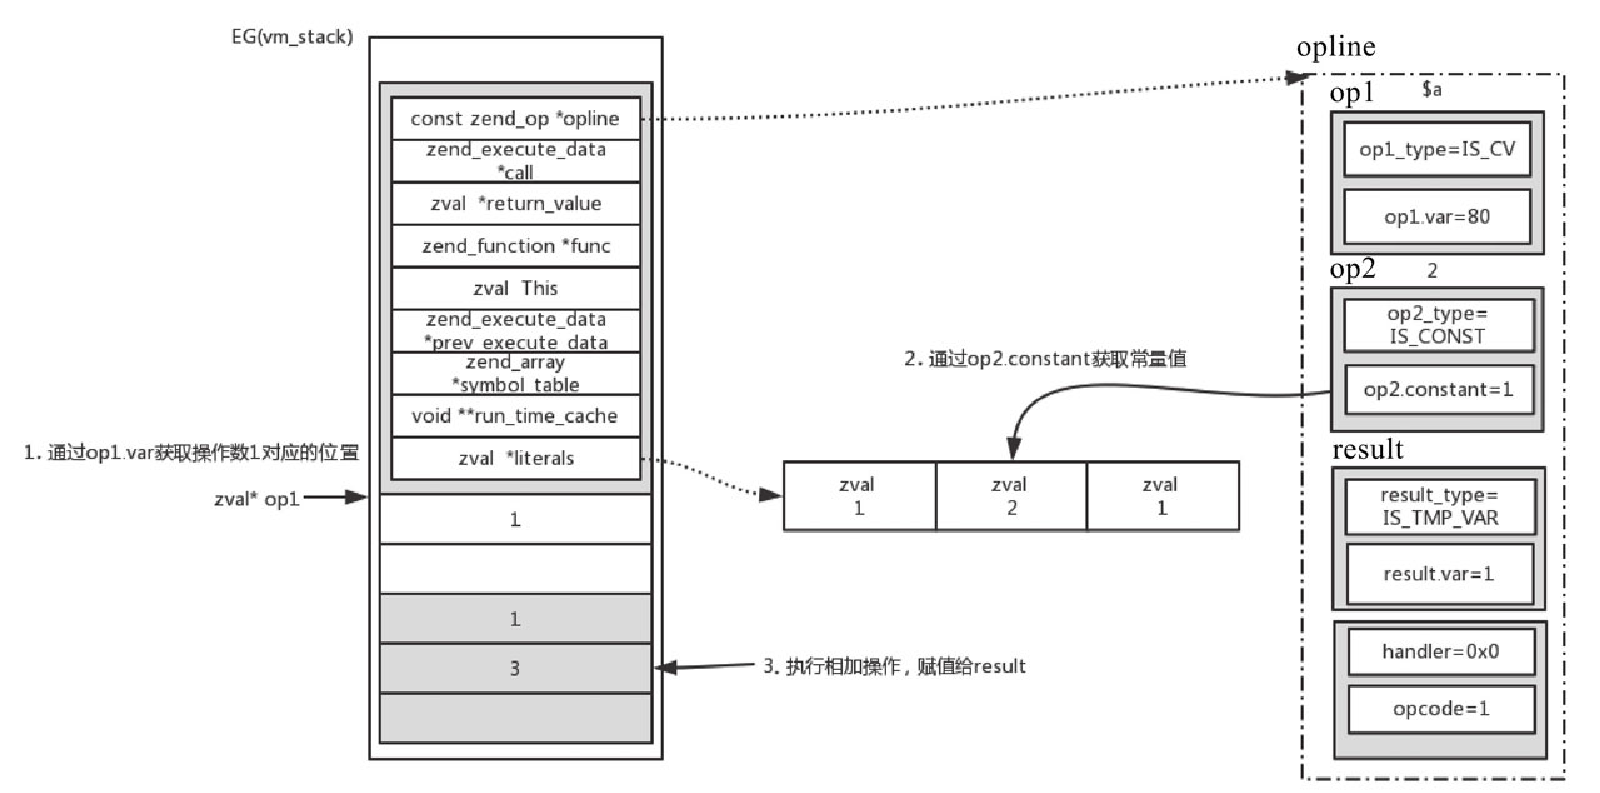 EG(vm_stack)
const zend_op *opline
zend_execute_data
*call
zval *return_value
zend_function *func
zval This
zend_execute_data
*prev_execute_data
zend_array
*symbol_table
void **run_time_cache
zval *literals
1. 通过op1.var获取操作数1对应的位置
zval* op1
1
1
3
3. 执行相加操作, 赋值给result
2. 通过op2.constant获取常量值
zval
1
zval
2
zval
1
opline
op1
$a
op1_type=IS_CV
op1.var=80
op2
2
op2_type=
IS_CONST
op2.constant=1
result
result_type=
IS_TMP_VAR
result.var=1
handler=0x0
opcode=1